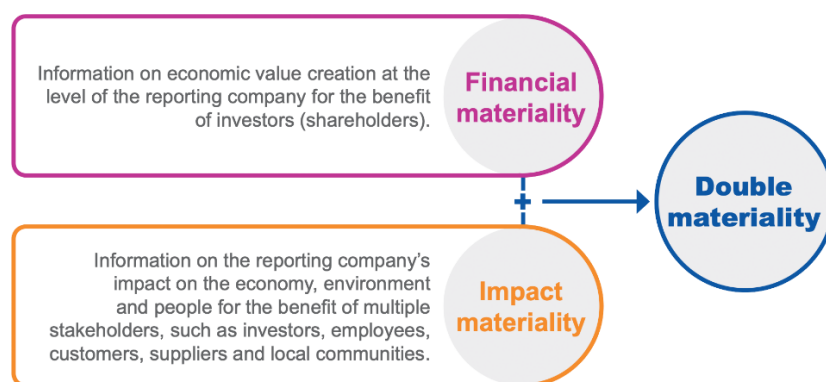 Information on economic value creation at the
level of the reporting company for the benefit
of investors (shareholders).
Financial
materiality
+
Double
materiality
Information on the reporting company's
impact on the economy, environment
and people for the benefit of multiple
stakeholders, such as investors, employees,
customers, suppliers and local communities.
Impact
materiality